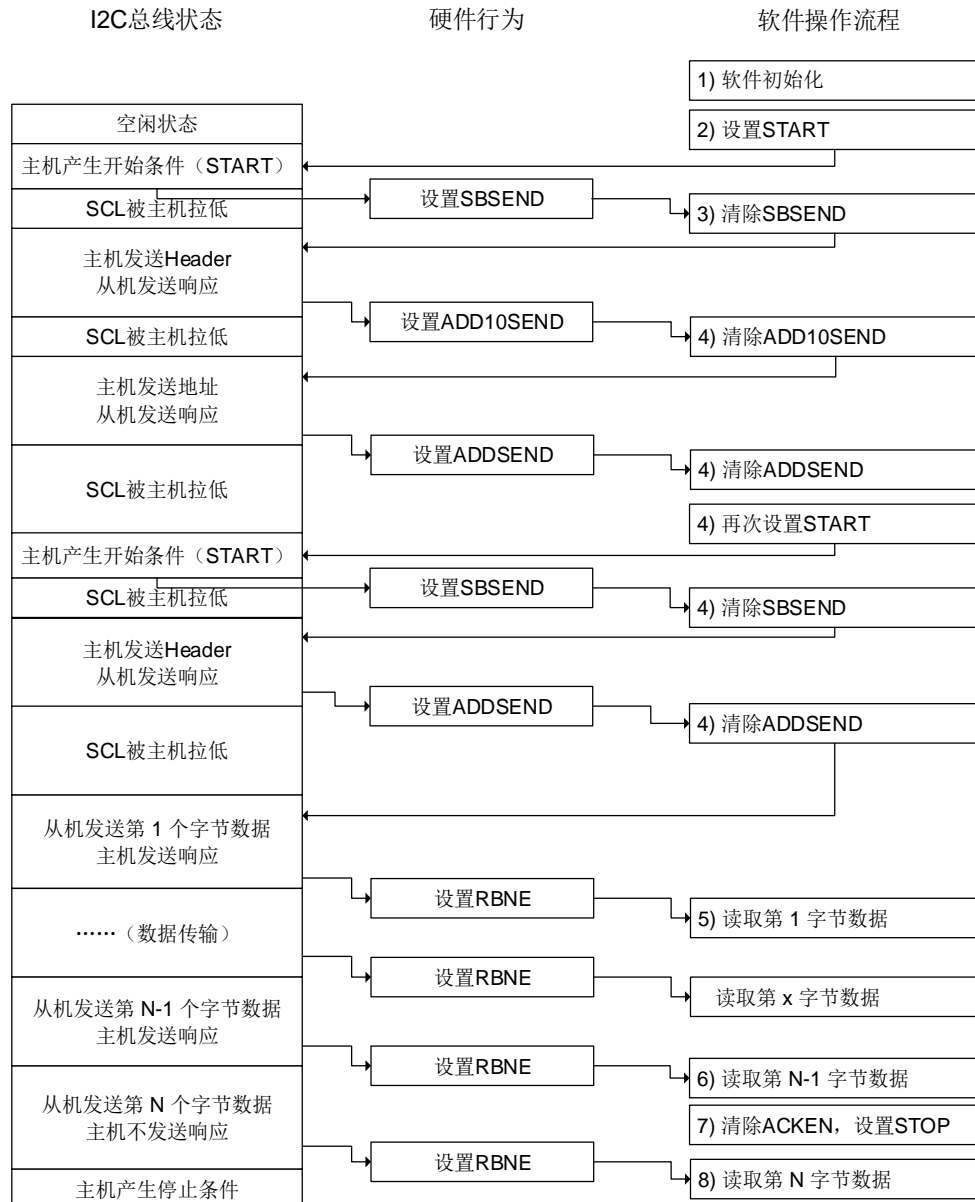 I2C总线状态
硬件行为
软件操作流程
1) 软件初始化
空闲状态
2) 设置START
主机产生开始条件（START）
设置SBSEND
SCL被主机拉低
3) 清除SBSEND
主机发送Header
从机发送响应
设置ADD10SEND
SCL被主机拉低
4) 清除ADD10SEND
主机发送地址
从机发送响应
设置ADDSEND
4) 清除ADDSEND
SCL被主机拉低
4) 再次设置START
主机产生开始条件（START）
设置SBSEND
SCL被主机拉低
4) 清除SBSEND
主机发送Header
从机发送响应
设置ADDSEND
4) 清除ADDSEND
SCL被主机拉低
从机发送第 1 个字节数据
主机发送响应
设置RBNE
5) 读取第 1 字节数据
……（数据传输）
设置RBNE
读取第 x 字节数据
从机发送第 N-1 个字节数据
主机发送响应
设置RBNE
6) 读取第 N-1 字节数据
从机发送第 N 个字节数据
主机不发送响应
7) 清除ACKEN，设置STOP
设置RBNE
8) 读取第 N 字节数据
主机产生停止条件